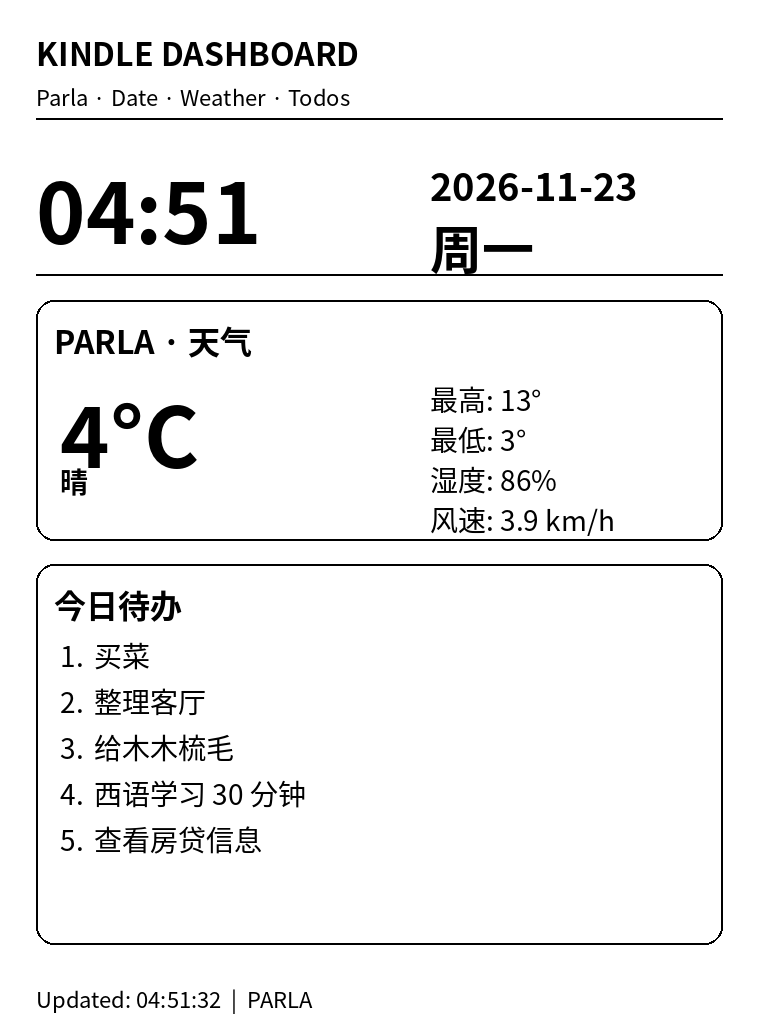 KINDLE DASHBOARD
Parla · Date · Weather · Todos
04:51
2026-11-23
周一
PARLA · 天气
4°C
晴
最高: 13°
最低: 3°
湿度: 86%
风速: 3.9 km/h
今日待办
1. 买菜
2. 整理客厅
3. 给木木梳毛
4. 西语学习 30 分钟
5. 查看房贷信息
Updated: 04:51:32 | PARLA